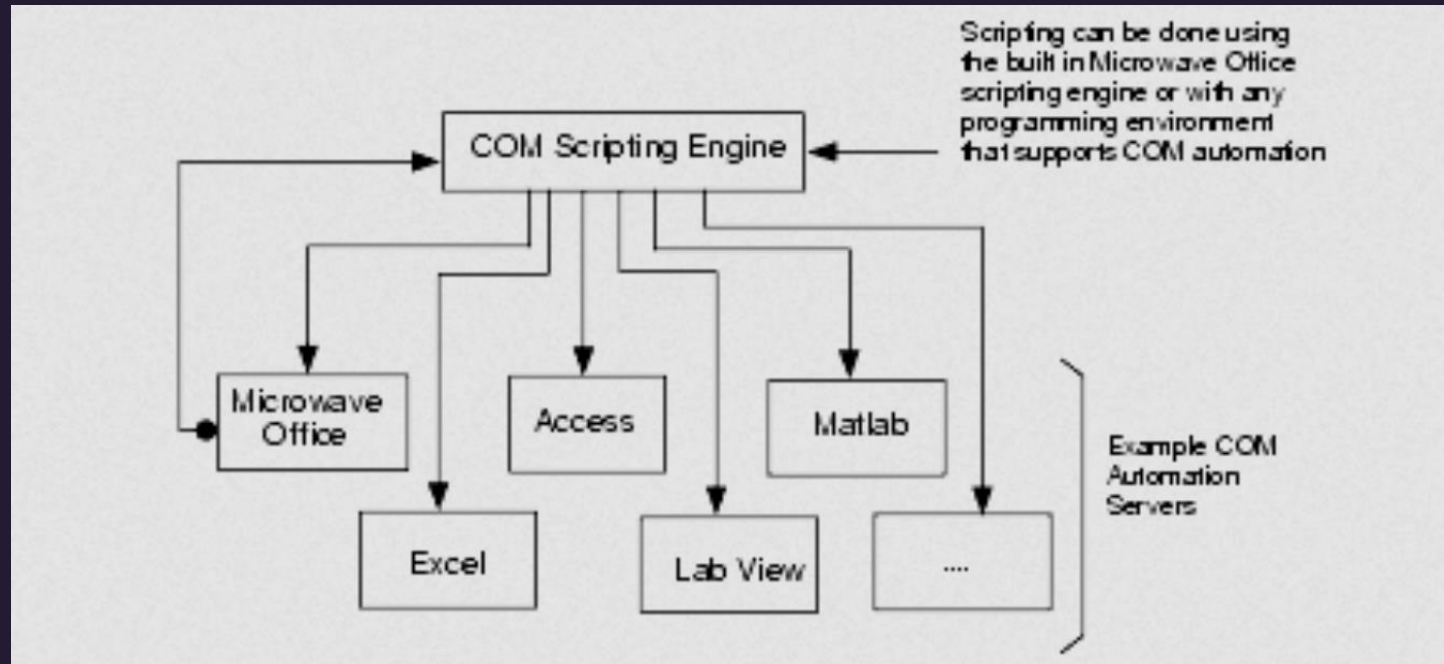 Scripting can be done using
the built in Microwave Office
scripting engine or with any
programming environment
that supports COM automation
COM Scripting Engine
Microwave
Office
Access
Matlab
Excel
Lab View
....
Example COM
Automation
Servers